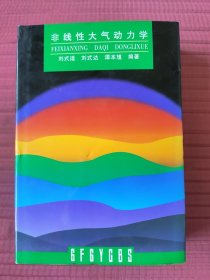 非线性大气动力学
FEIXIANXING DAQI DONGLIXUE
刘式适 刘式达 谭本馗 编著
GFGYCBS